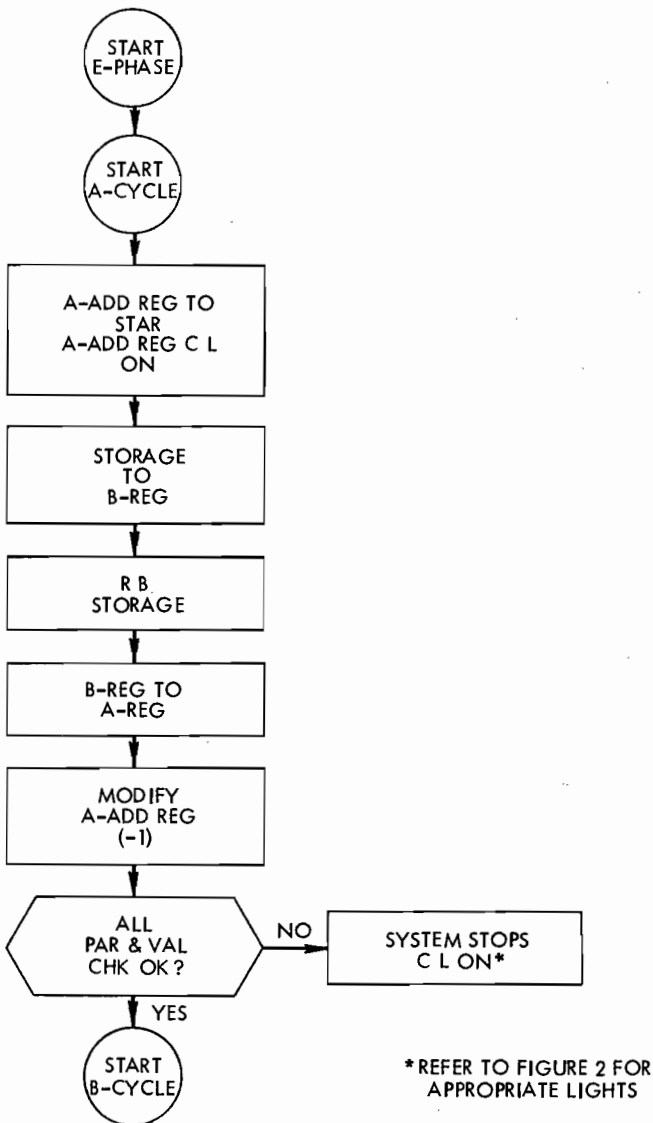 START
E-PHASE
START
A-CYCLE
A-ADD REG TO
STAR
A-ADD REG C L
ON
STORAGE
TO
B-REG
R B
STORAGE
B-REG TO
A-REG
MODIFY
A-ADD REG
(-1)
ALL
PAR & VAL
CHK OK?
NO
SYSTEM STOPS
C L ON*
YES
START
B-CYCLE
*REFER TO FIGURE 2 FOR
APPROPRIATE LIGHTS